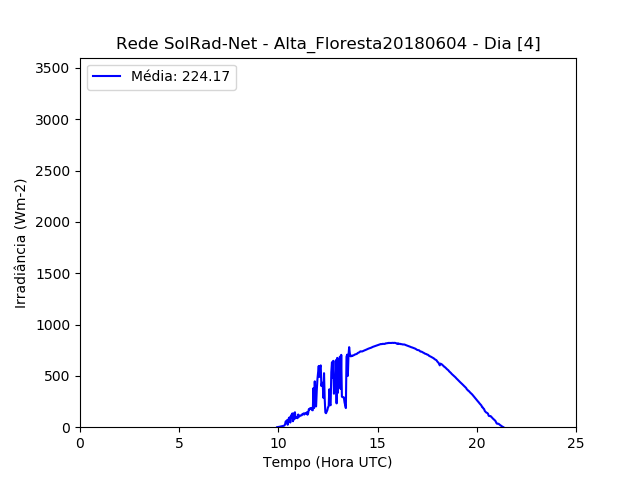 Rede SolRad-Net - Alta_Floresta20180604 - Dia [4]
Média: 224.17
3500
3000
2500
2000
1500
1000
500
0
Irradiância (Wm-2)
0 5 10 15 20 25
Tempo (Hora UTC)